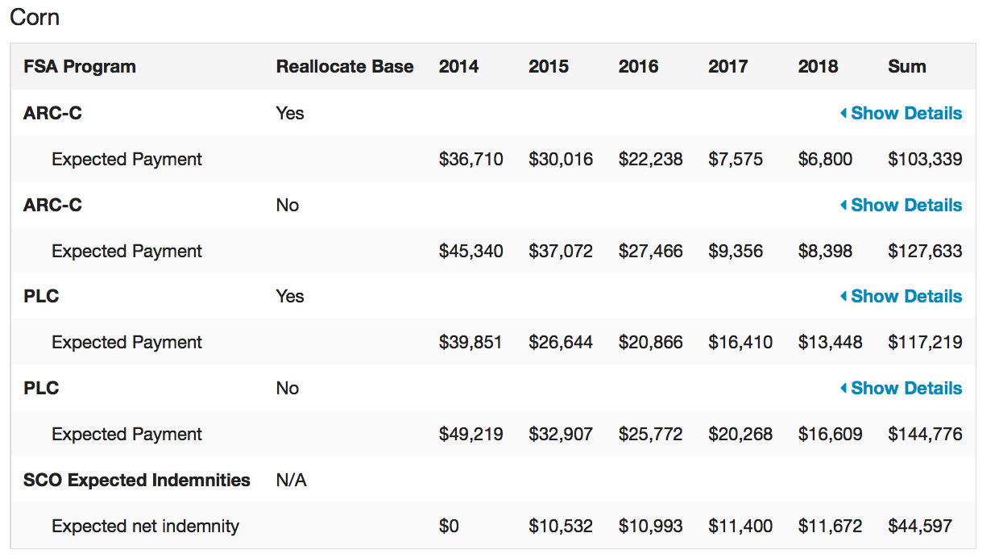 Corn
FSA Program Reallocate Base 2014 2015 2016 2017 2018 Sum
ARC-C Yes Show Details
Expected Payment $36,710 $30,016 $22,238 $7,575 $6,800 $103,339
ARC-C No Show Details
Expected Payment $45,340 $37,072 $27,466 $9,356 $8,398 $127,633
PLC Yes Show Details
Expected Payment $39,851 $26,644 $20,866 $16,410 $13,448 $117,219
PLC No Show Details
Expected Payment $49,219 $32,907 $25,772 $20,268 $16,609 $144,776
SCO Expected Indemnities N/A
Expected net indemnity $0 $10,532 $10,993 $11,400 $11,672 $44,597